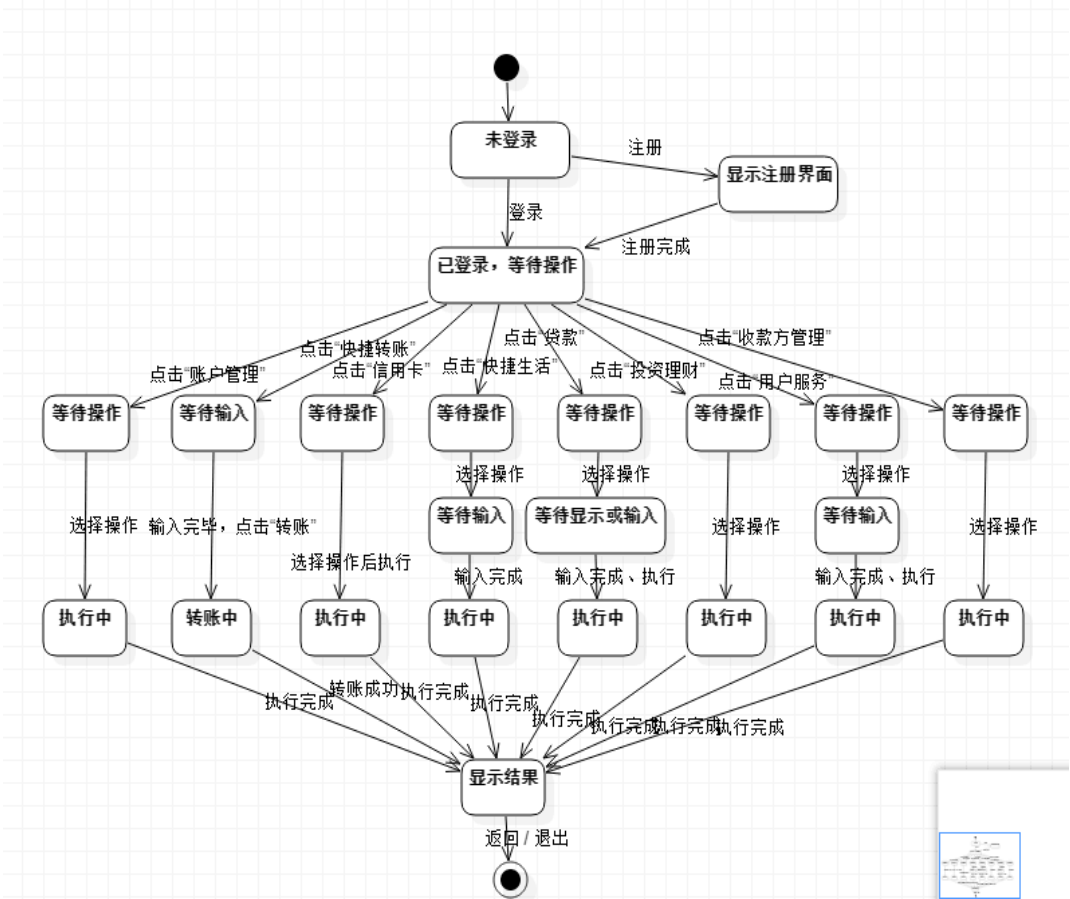 未登录
注册
显示注册界面
登录
注册完成
已登录，等待操作
点击“贷款”
点击“收款方管理”
点击“快捷转账”
点击“账户管理”
点击“信用卡”
点击“快捷生活”
点击“投资理财”
点击“用户服务”
等待操作
等待输入
等待操作
等待操作
等待操作
等待操作
等待操作
等待操作
选择操作
选择操作
选择操作
等待输入
等待显示或输入
等待输入
选择操作
输入完毕，点击“转账”
选择操作
选择操作
选择操作后执行
输入完成
输入完成、执行
输入完成、执行
执行中
转账中
执行中
执行中
执行中
执行中
执行中
执行中
执行完成
转账成功
执行完成
执行完成
执行完成
执行完成
执行完成
执行完成
显示结果
返回 / 退出